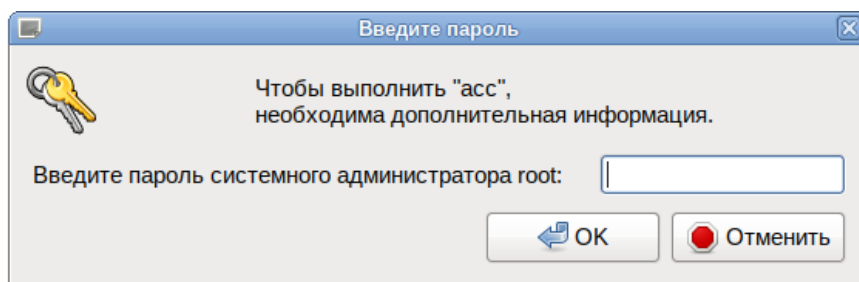 Введите пароль
Чтобы выполнить "acc",
необходима дополнительная информация.
Введите пароль системного администратора root:
OK
Отменить